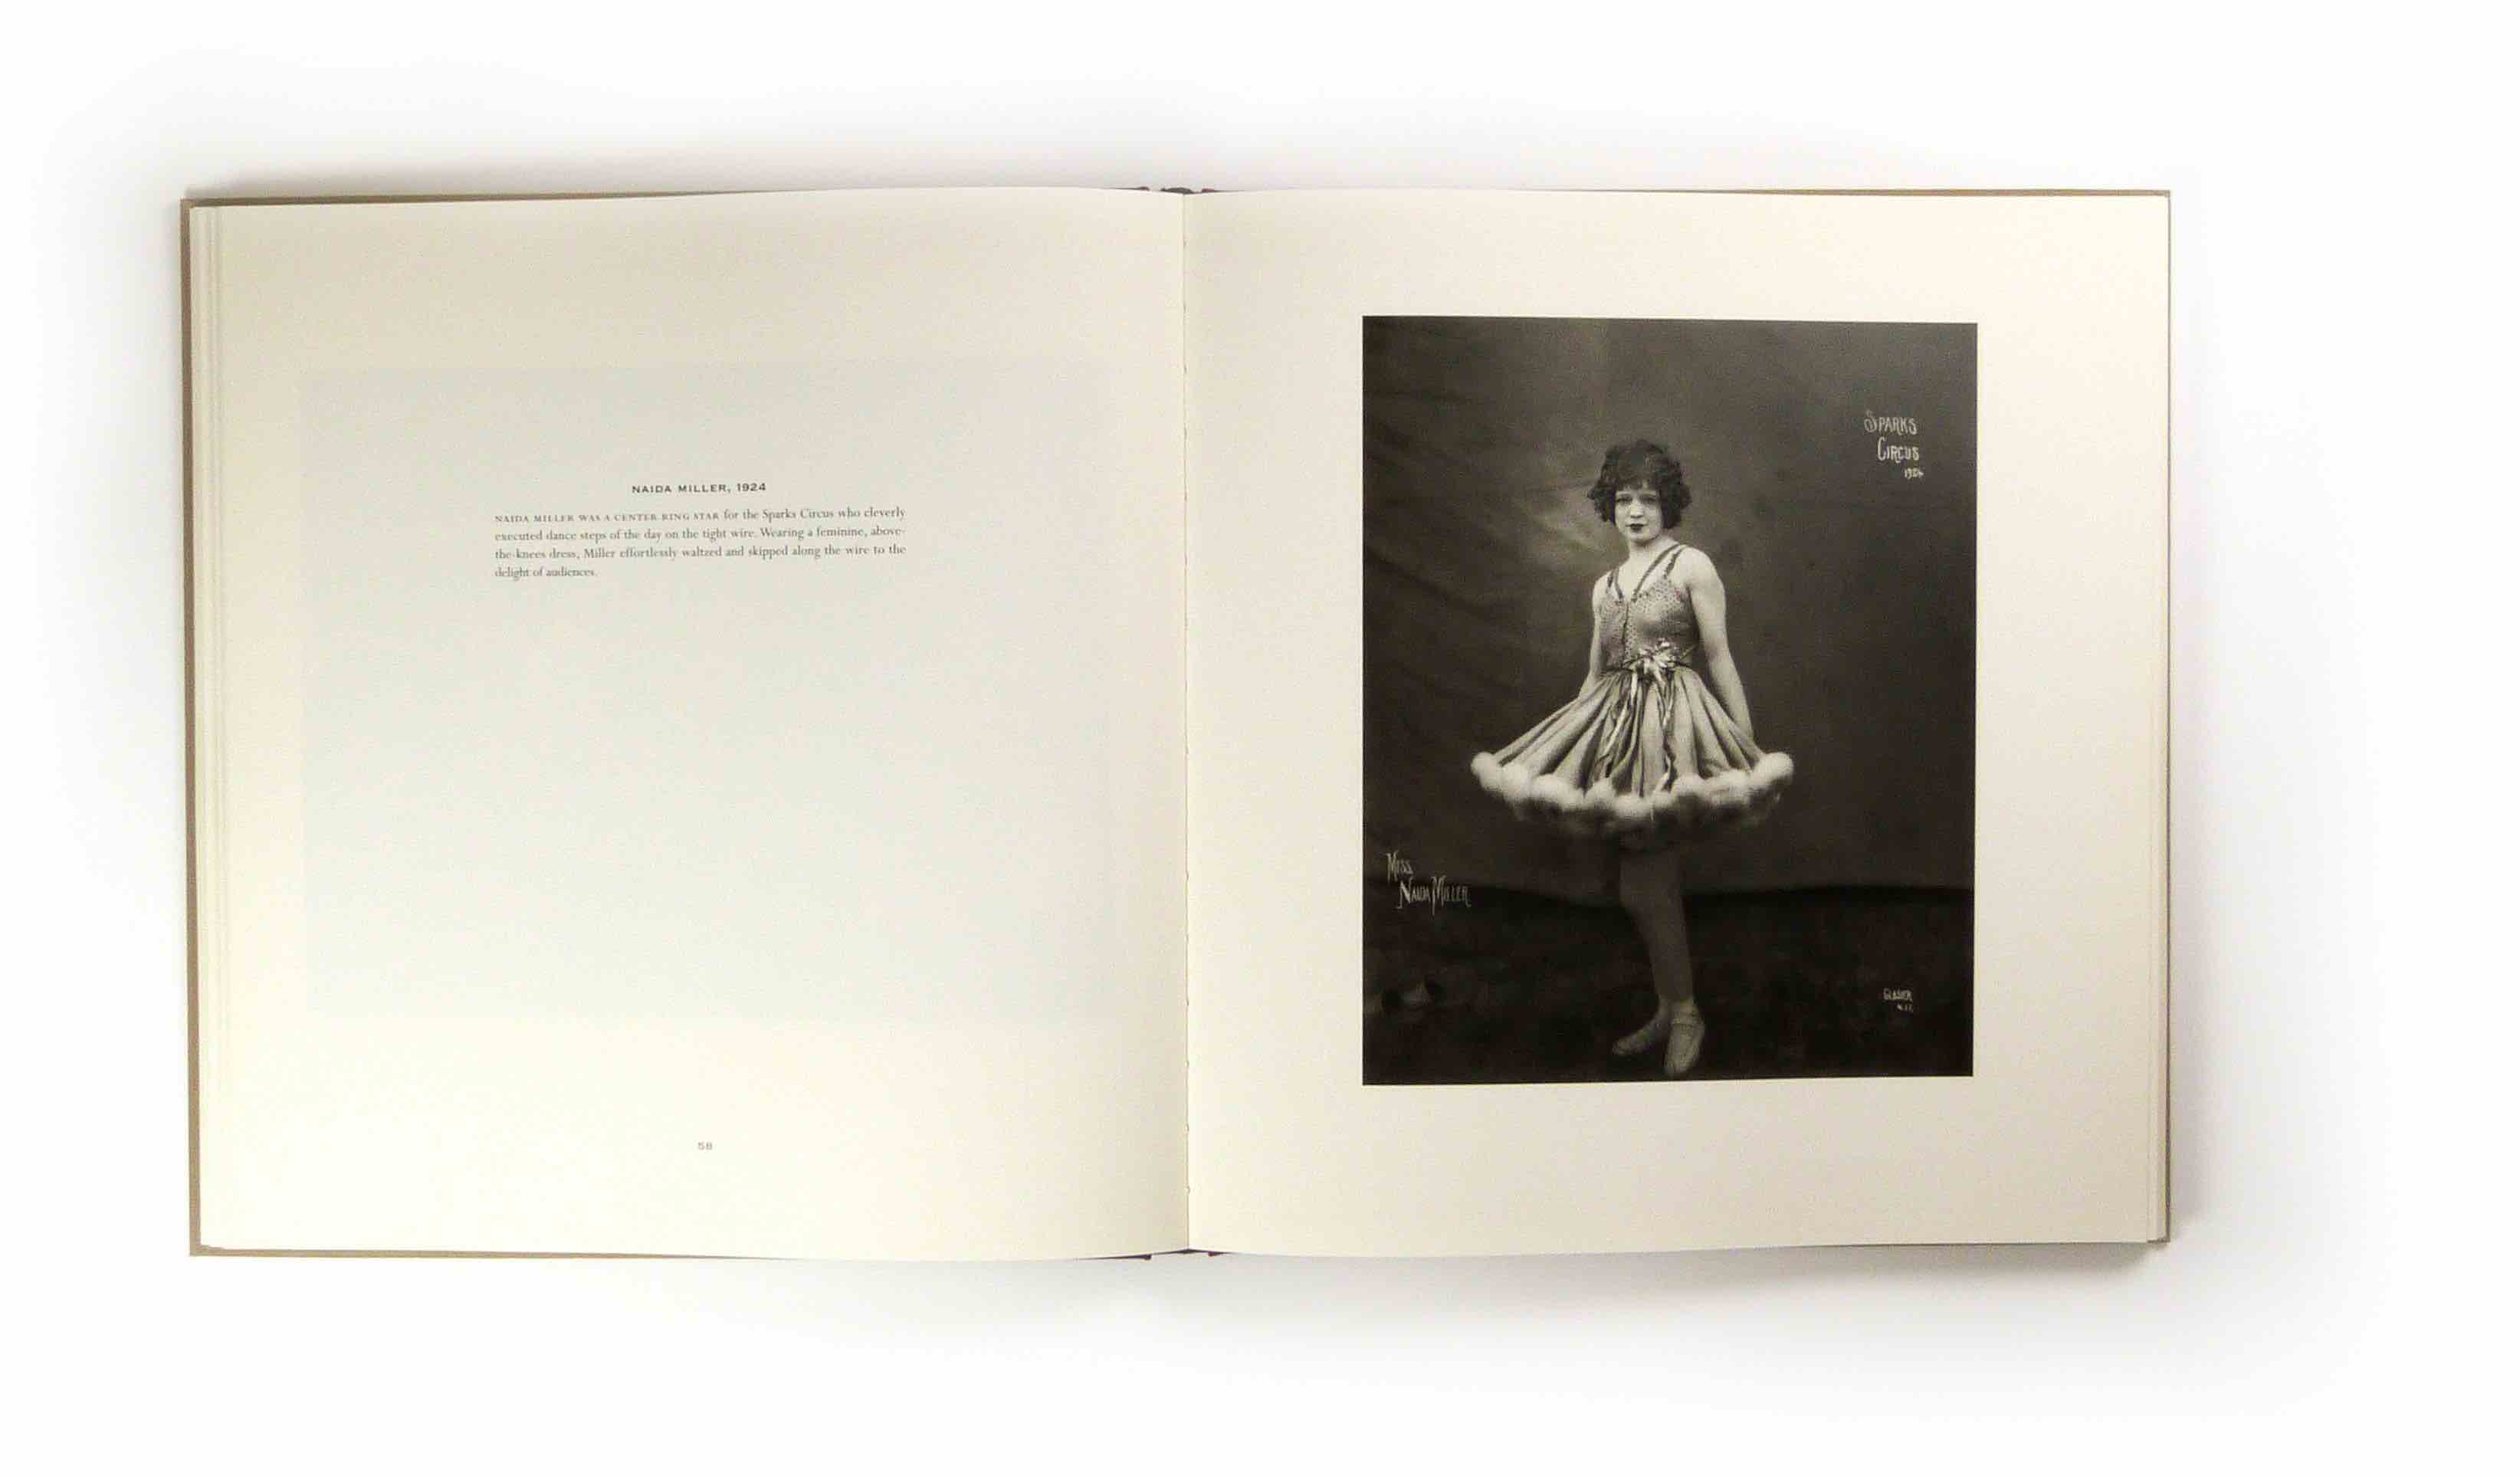 NAIDA MILLER, 1924
NAIDA MILLER WAS A CENTER RING STAR for the Sparks Circus who cleverly
executed dance steps of the day on the tight wire. Wearing a feminine, above-
the-knees dress, Miller effortlessly waltzed and skipped along the wire to the
delight of audiences.
58
SPARKS
CIRCUS
1924
MISS
NAIDA MILLER
GLASIER